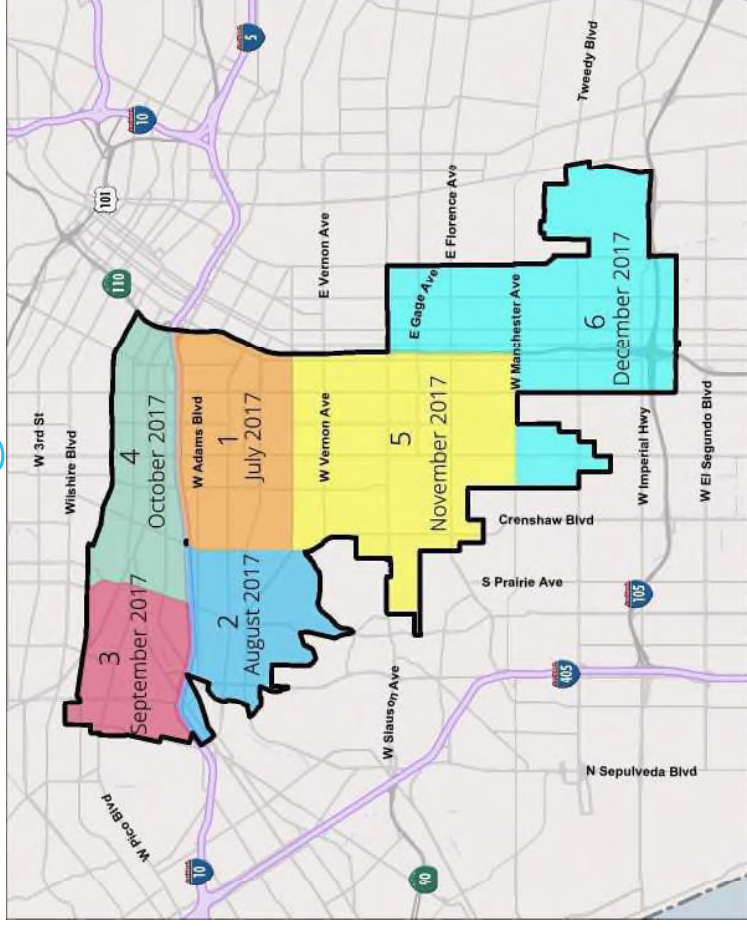 5
10
101
110
Tweedy Blvd
E Florence Ave
E Vernon Ave
E Gage Ave
W Manchester Ave
6
December 2017
W 3rd St
Wilshire Blvd
4
October 2017
W Adams Blvd
1
July 2017
W Vernon Ave
5
November 2017
W Imperial Hwy
W El Segundo Blvd
Crenshaw Blvd
S Prairie Ave
105
3
September 2017
2
August 2017
W Slauson Ave
405
N Sepulveda Blvd
W Pico Blvd
10
90